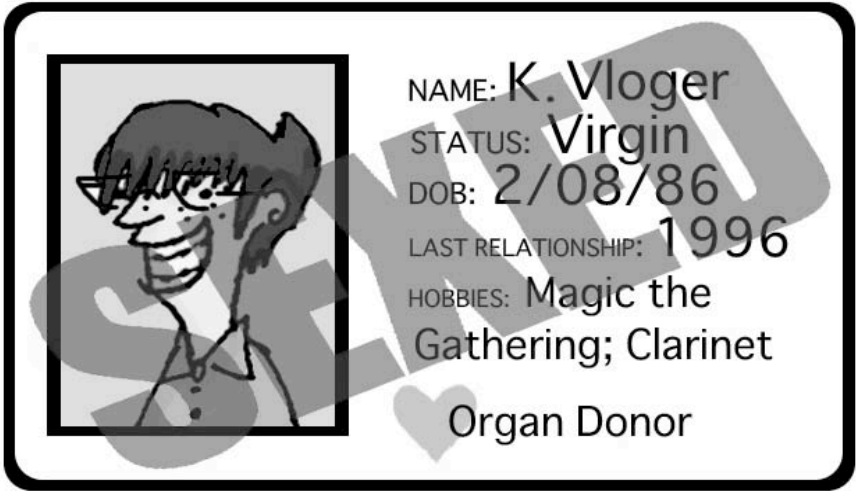 NAME: K. Vloger
STATUS: Virgin
DOB: 2/08/86
LAST RELATIONSHIP: 1996
HOBBIES: Magic the
Gathering; Clarinet
Organ Donor
SEXED